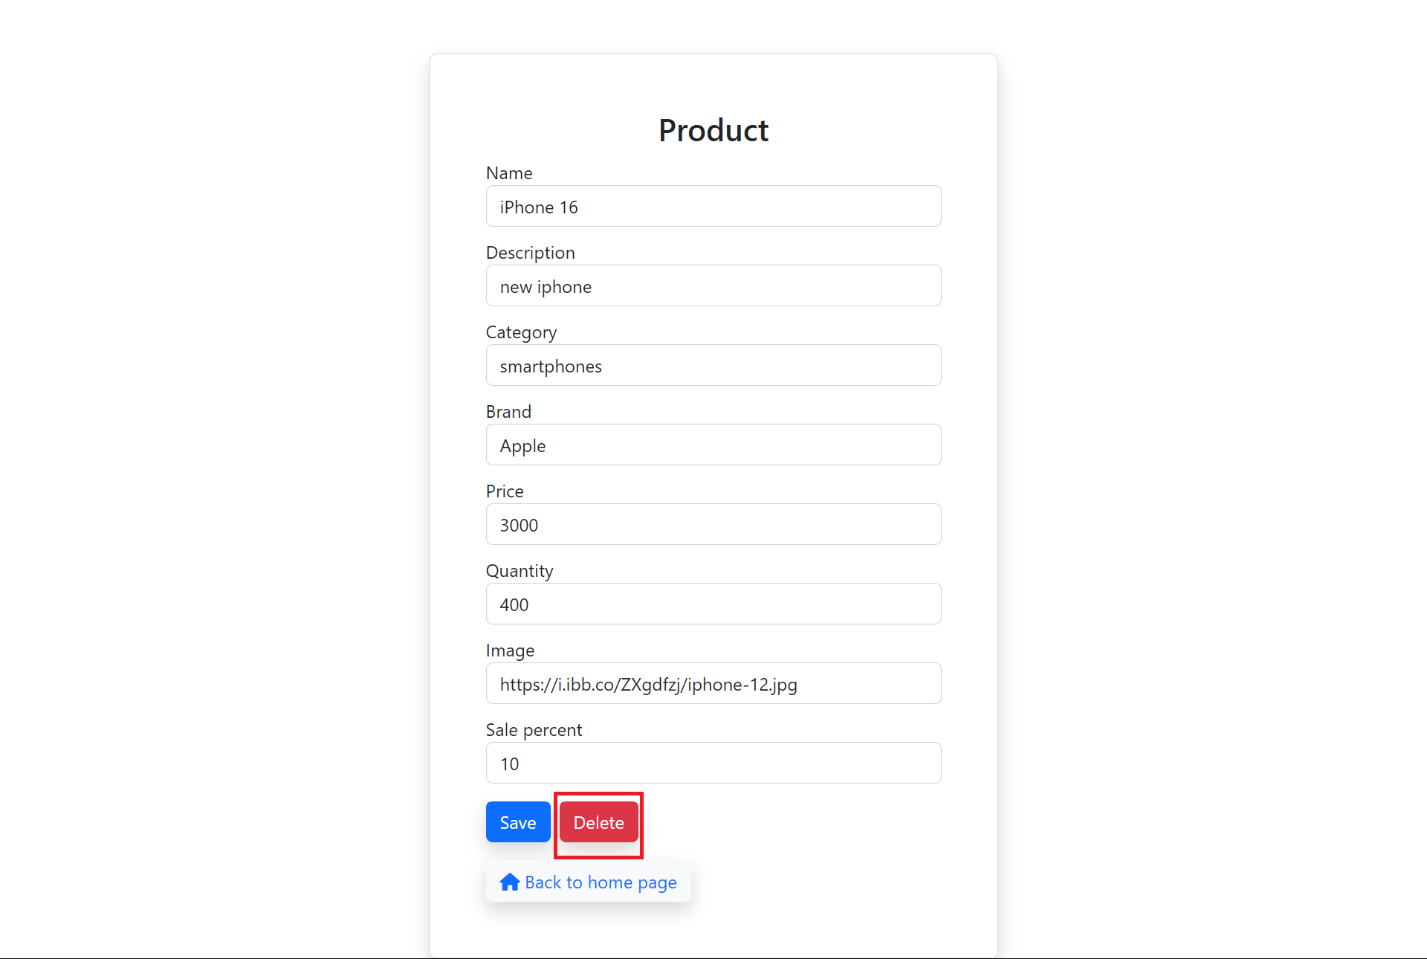 Product
Name
iPhone 16
Description
new iphone
Category
smartphones
Brand
Apple
Price
3000
Quantity
400
Image
https://i.ibb.co/ZXgdfzj/iphone-12.jpg
Sale percent
10
Save Delete
Back to home page